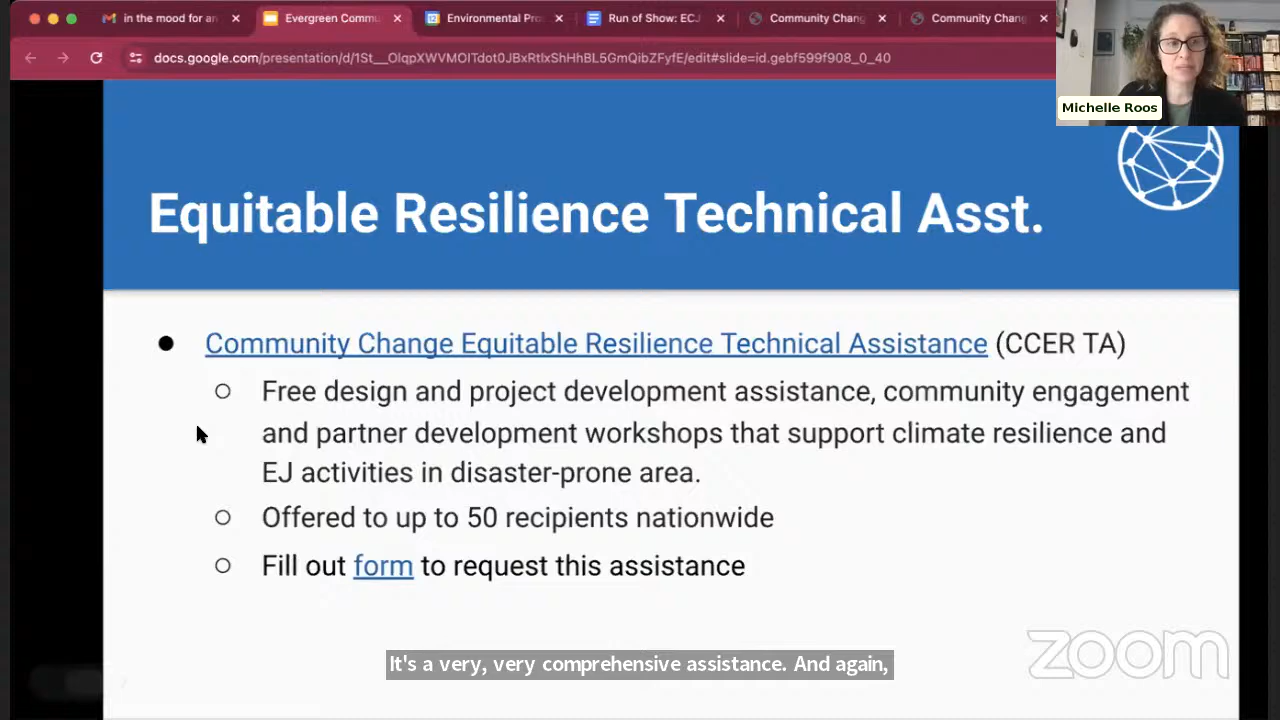 in the mood for an
Evergreen Commu
Environmental Pro
Run of Show: ECJ
Community Chang
Community Chang
docs.google.com/presentation/d/1St__OlqpXWVMOlTdot0JBxRtlxShHhBL5GmQibZFyfE/edit#slide=id.gebf599f908_0_40
Michelle Roos
Equitable Resilience Technical Asst.
Community Change Equitable Resilience Technical Assistance (CCER TA)
Free design and project development assistance, community engagement
and partner development workshops that support climate resilience and
EJ activities in disaster-prone area.
Offered to up to 50 recipients nationwide
Fill out form to request this assistance
It's a very, very comprehensive assistance. And again,
zoom